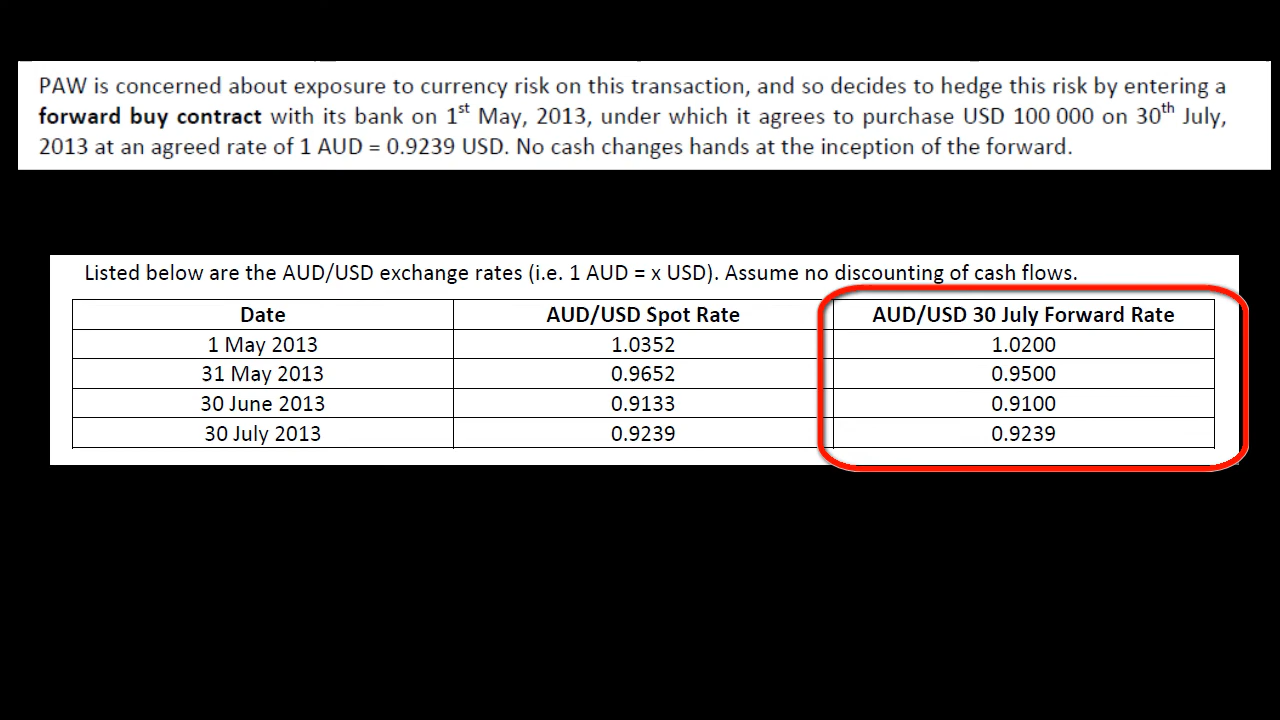 PAW is concerned about exposure to currency risk on this transaction, and so decides to hedge this risk by entering a
forward buy contract with its bank on 1st May, 2013, under which it agrees to purchase USD 100 000 on 30th July,
2013 at an agreed rate of 1 AUD = 0.9239 USD. No cash changes hands at the inception of the forward.
Listed below are the AUD/USD exchange rates (i.e. 1 AUD = x USD). Assume no discounting of cash flows.
Date AUD/USD Spot Rate AUD/USD 30 July Forward Rate
1 May 2013 1.0352 1.0200
31 May 2013 0.9652 0.9500
30 June 2013 0.9133 0.9100
30 July 2013 0.9239 0.9239